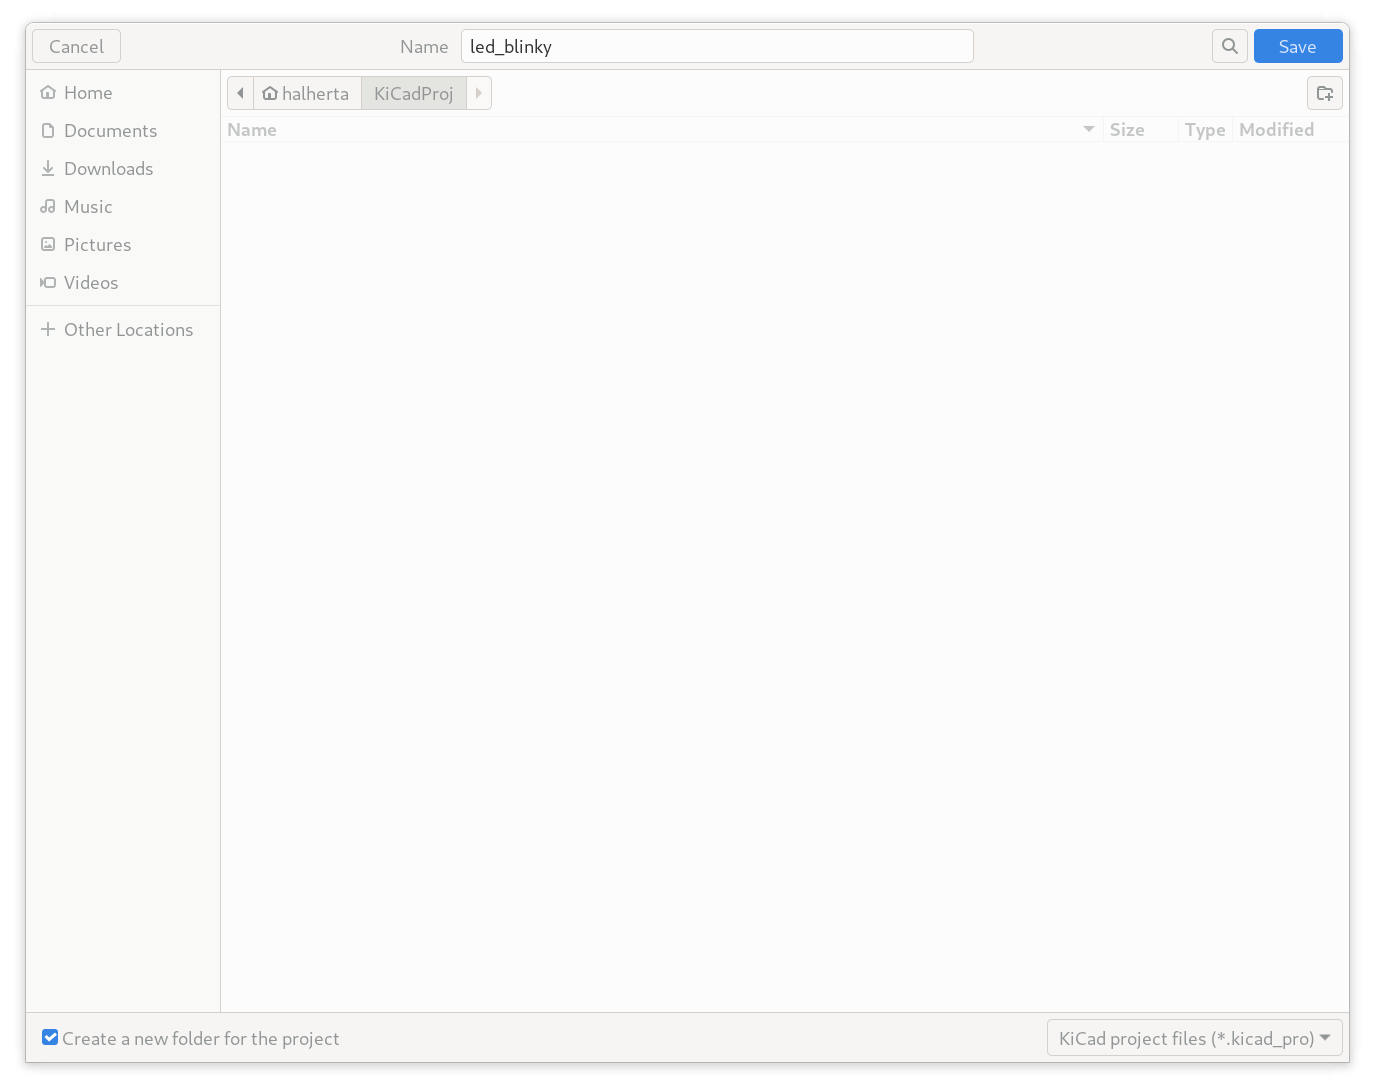 Cancel Name led_blinky Save
Home
Documents
Downloads
Music
Pictures
Videos
Other Locations
halherta KiCadProj
Name Size Type Modified
Create a new folder for the project KiCad project files (*.kicad_pro)